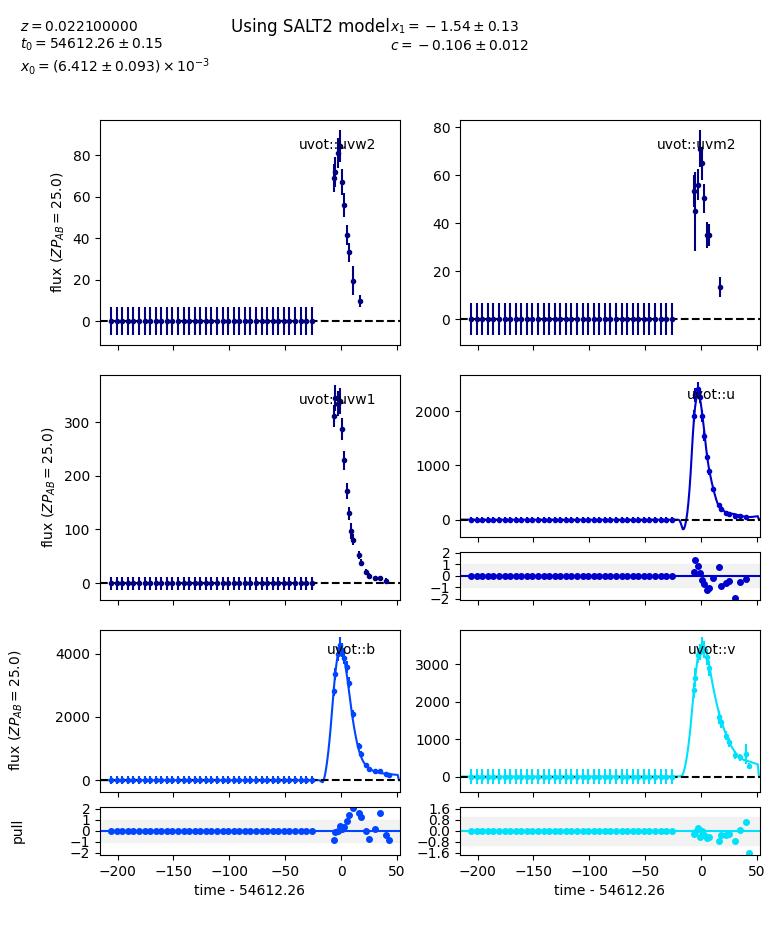 Using SALT2 model
z = 0.022100000
t₀ = 54612.26 ± 0.15
x₀ = (6.412 ± 0.093) × 10⁻³
x₁ = −1.54 ± 0.13
c = −0.106 ± 0.012
uvot::uvw2
80
60
40
20
0
flux (ZP_AB = 25.0)
uvot::uvm2
80
60
40
20
0
uvot::uvw1
300
200
100
0
flux (ZP_AB = 25.0)
uvot::u
2000
1000
0
2
1
0
−1
−2
uvot::b
4000
2000
0
flux (ZP_AB = 25.0)
uvot::v
3000
2000
1000
0
2
1
0
−1
−2
pull
−200 −150 −100 −50 0 50
time - 54612.26
1.6
0.8
0.0
−0.8
−1.6
−200 −150 −100 −50 0 50
time - 54612.26